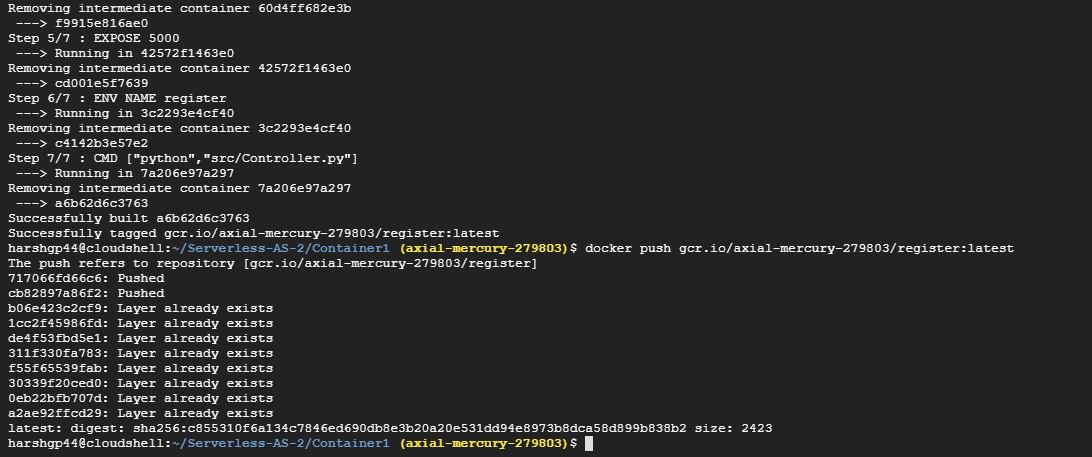 Removing intermediate container 60d4ff682e3b
 ---> f9915e816ae0
Step 5/7 : EXPOSE 5000
 ---> Running in 42572f1463e0
Removing intermediate container 42572f1463e0
 ---> cd001e5f7639
Step 6/7 : ENV NAME register
 ---> Running in 3c2293e4cf40
Removing intermediate container 3c2293e4cf40
 ---> c4142b3e57e2
Step 7/7 : CMD ["python","src/Controller.py"]
 ---> Running in 7a206e97a297
Removing intermediate container 7a206e97a297
 ---> a6b62d6c3763
Successfully built a6b62d6c3763
Successfully tagged gcr.io/axial-mercury-279803/register:latest
harshgp44@cloudshell:~/Serverless-AS-2/Container1 (axial-mercury-279803)$ docker push gcr.io/axial-mercury-279803/register:latest
The push refers to repository [gcr.io/axial-mercury-279803/register]
717066fd66c6: Pushed
cb82897a86f2: Pushed
b06e423c2cf9: Layer already exists
1cc2f45986fd: Layer already exists
de4f53fbd5e1: Layer already exists
311f330fa783: Layer already exists
f55f65539fab: Layer already exists
30339f20ced0: Layer already exists
0eb22bfb707d: Layer already exists
a2ae92ffcd29: Layer already exists
latest: digest: sha256:c855310f6a134c7846ed690db8e3b20a20e531dd94e8973b8dca58d899b838b2 size: 2423
harshgp44@cloudshell:~/Serverless-AS-2/Container1 (axial-mercury-279803)$